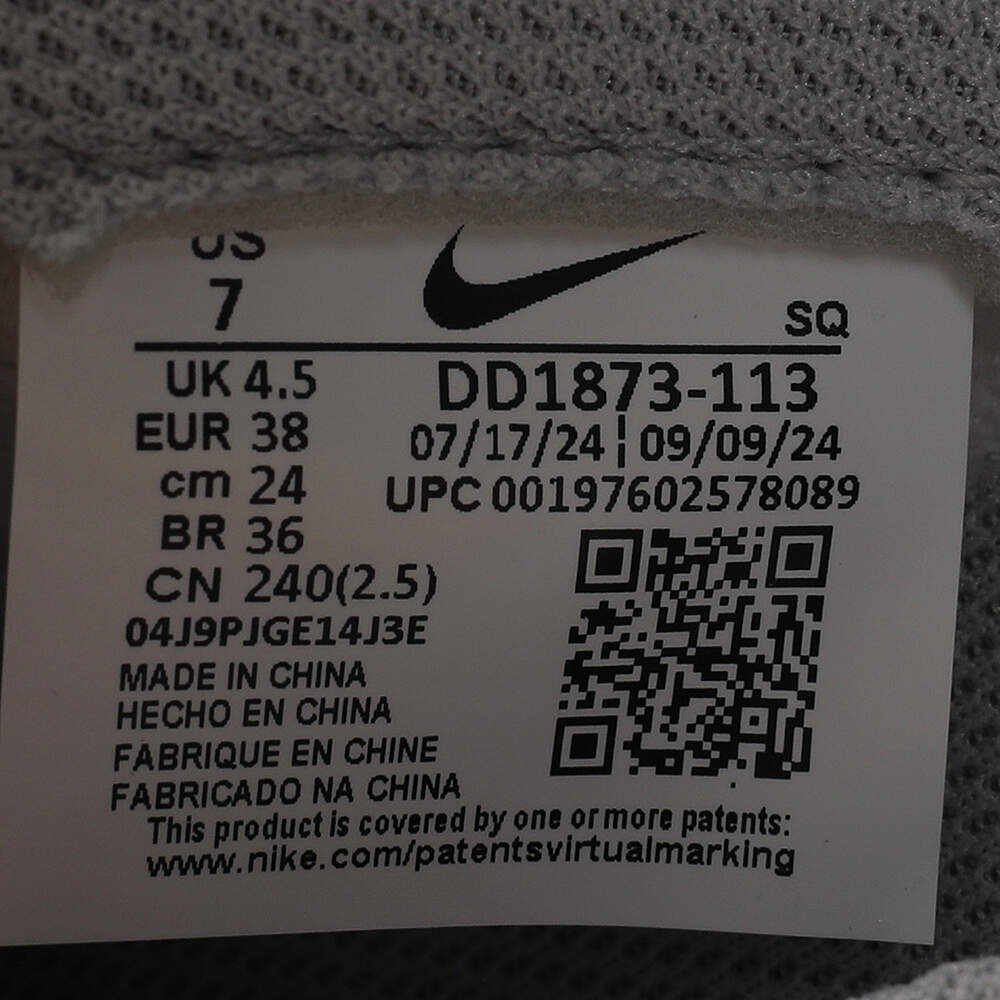 US
7
SQ
UK 4.5
EUR 38
cm 24
BR 36
CN 240(2.5)
DD1873-113
07/17/24 ¦ 09/09/24
UPC 00197602578089
04J9PJGE14J3E
MADE IN CHINA
HECHO EN CHINA
FABRIQUE EN CHINE
FABRICADO NA CHINA
This product is covered by one or more patents:
www.nike.com/patentsvirtualmarking